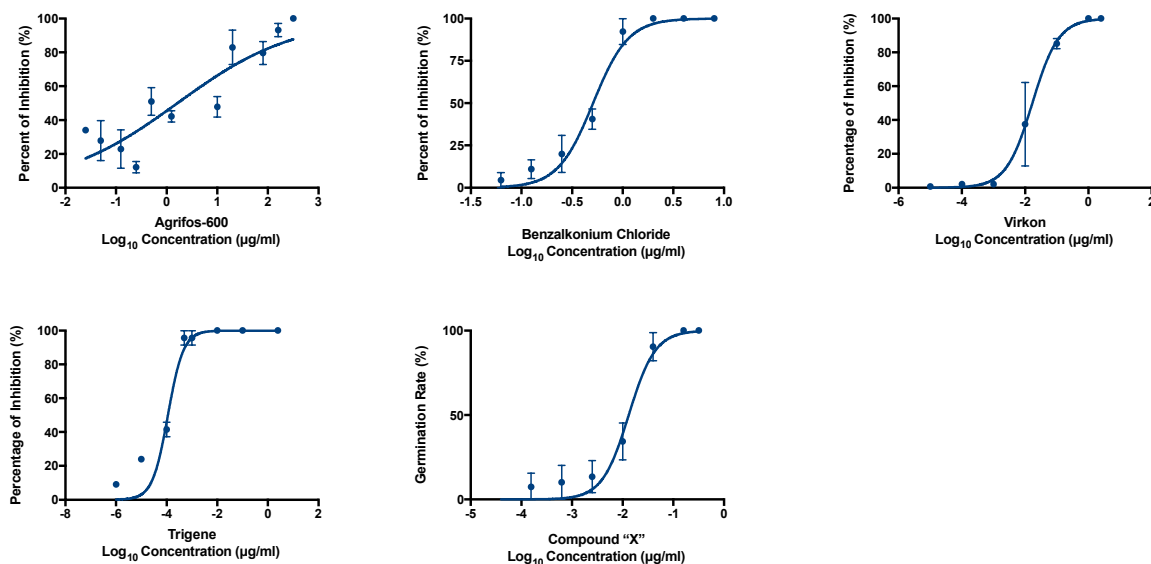 Percent of Inhibition (%)
100
80
60
40
20
0
-2 -1 0 1 2 3
Agrifos-600
Log10 Concentration (µg/ml)
Percent of Inhibition (%)
100
50
0
-1.5 -1.0 -0.5 0.0 0.5 1.0
Benzalkonium Chloride
Log10 Concentration (µg/ml)
Percentage of Inhibition (%)
100
80
60
40
20
0
-6 -4 -2 0 2
Virkon
Log10 Concentration (µg/ml)
Percentage of Inhibition (%)
100
80
60
40
20
0
-8 -6 -4 -2 0 2
Trigene
Log10 Concentration (µg/ml)
Germination Rate (%)
100
50
0
-5 -4 -3 -2 -1 0
Compound “X”
Log10 Concentration (µg/ml)